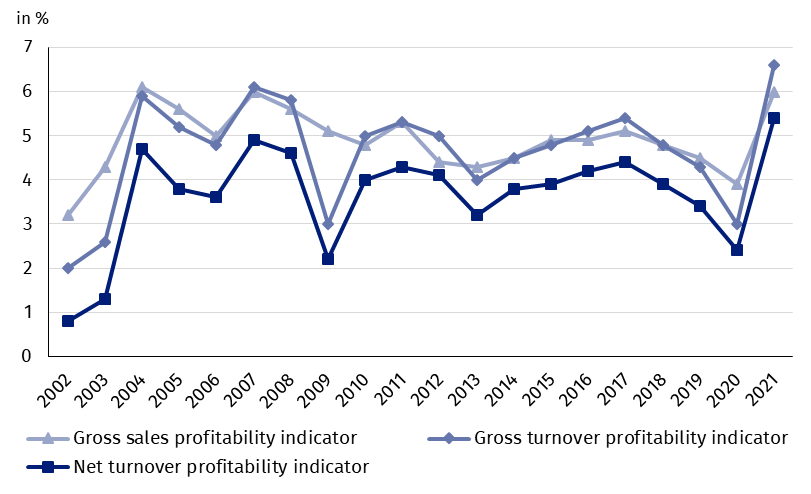 in %
7
6
5
4
3
2
1
0
2002 2003 2004 2005 2006 2007 2008 2009 2010 2011 2012 2013 2014 2015 2016 2017 2018 2019 2020 2021
Gross sales profitability indicator Gross turnover profitability indicator
Net turnover profitability indicator